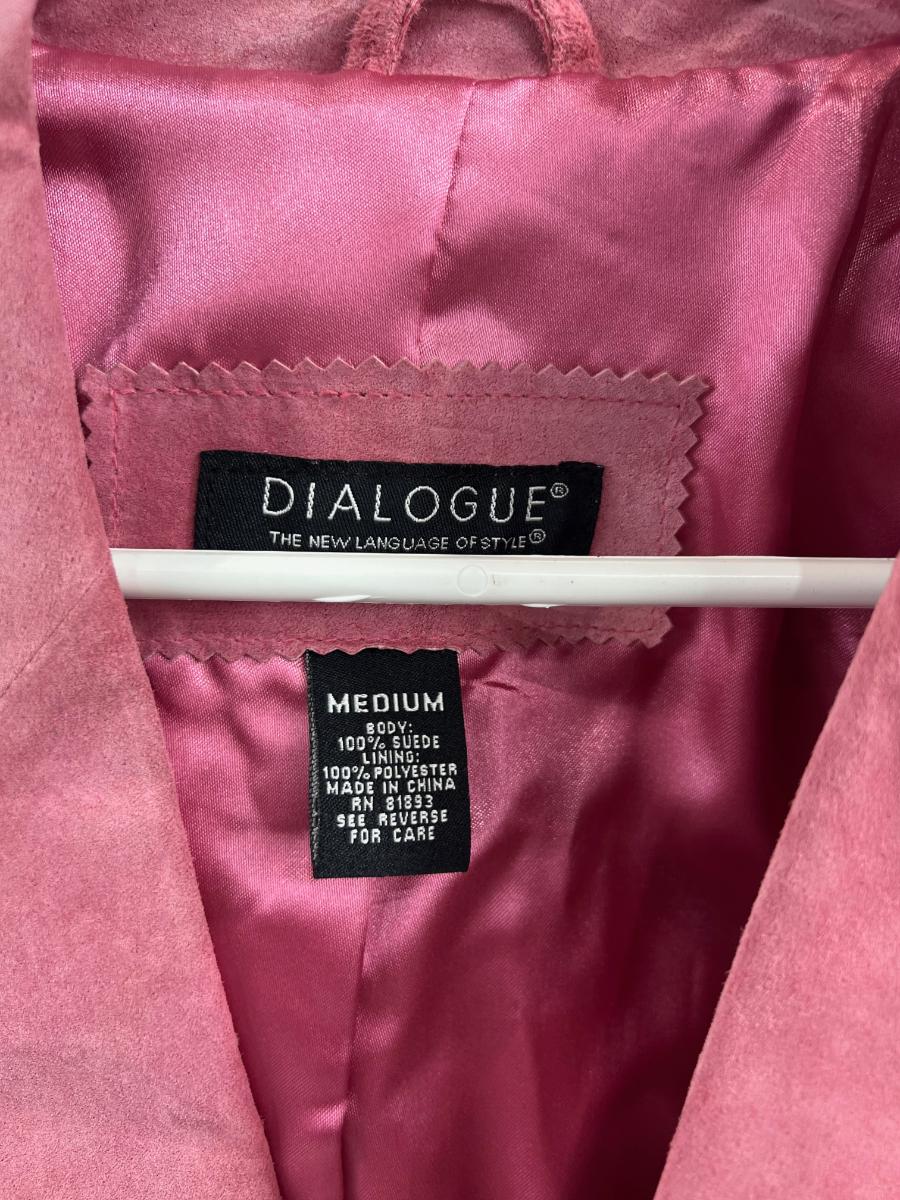 DIALOGUE®
THE NEW LANGUAGE OF STYLE®
MEDIUM
BODY:
100% SUEDE
LINING:
100% POLYESTER
MADE IN CHINA
RN 81893
SEE REVERSE
FOR CARE